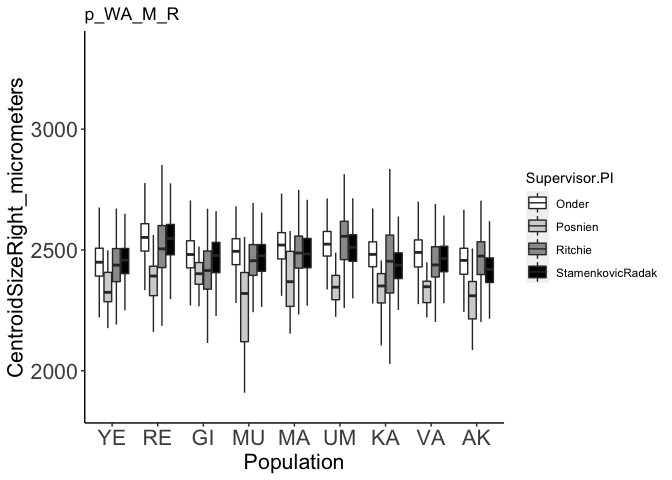 p_WA_M_R
CentroidSizeRight_micrometers
3000
2500
2000
YE RE GI MU MA UM KA VA AK
Population
Supervisor.PI
Onder
Posnien
Ritchie
StamenkovicRadak